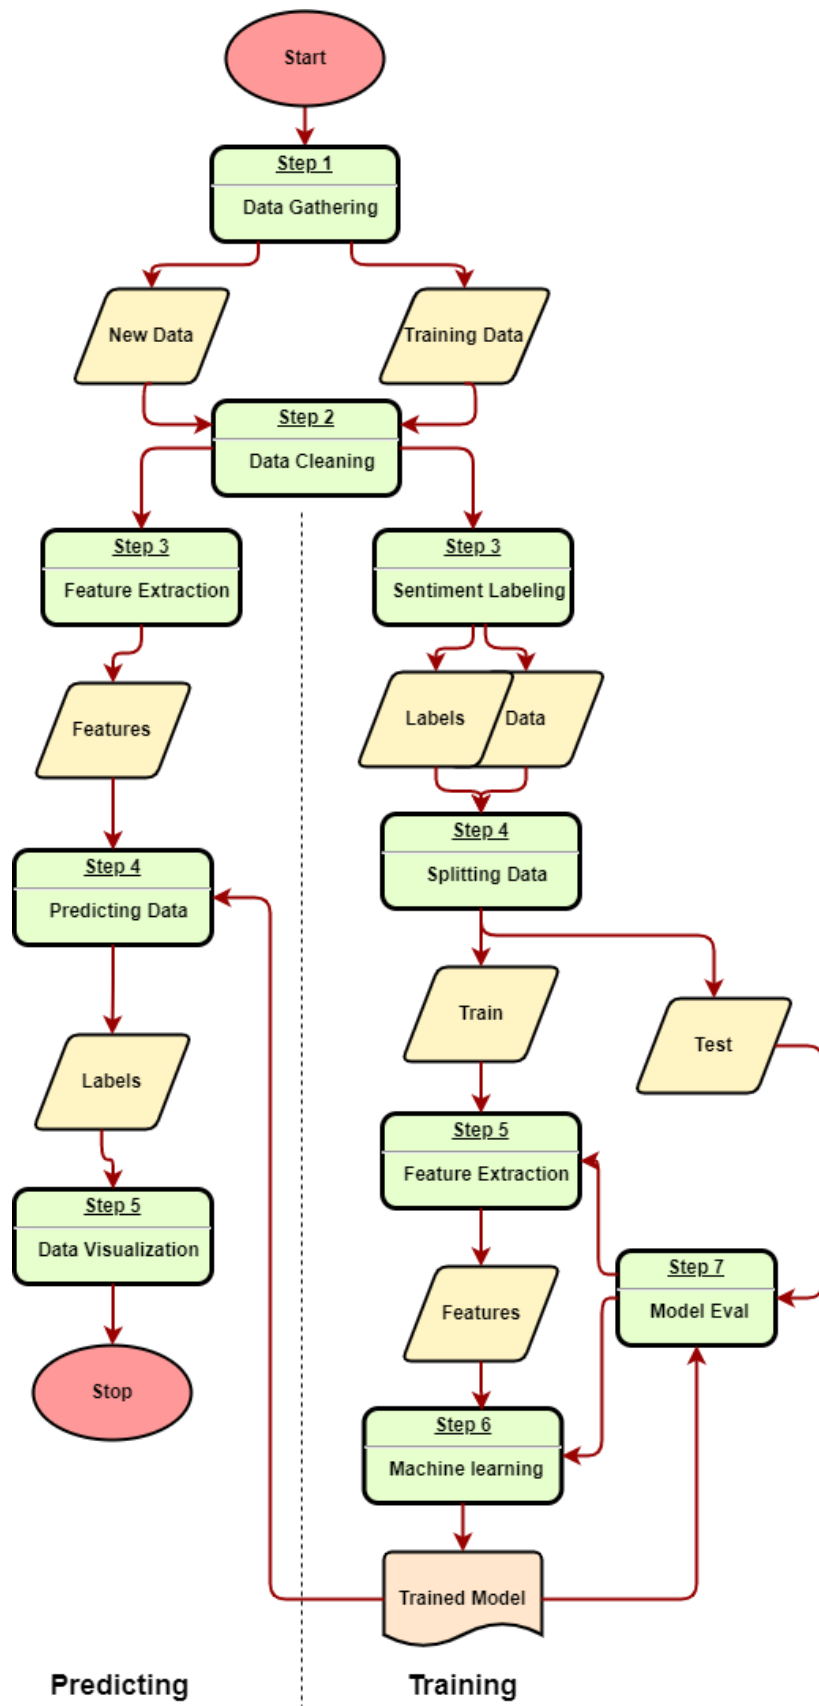 Start
Step 1
Data Gathering
New Data
Training Data
Step 2
Data Cleaning
Step 3
Feature Extraction
Step 3
Sentiment Labeling
Features
Labels
Data
Step 4
Splitting Data
Step 4
Predicting Data
Train
Test
Labels
Step 5
Feature Extraction
Step 5
Data Visualization
Step 7
Model Eval
Features
Stop
Step 6
Machine learning
Trained Model
Predicting
Training